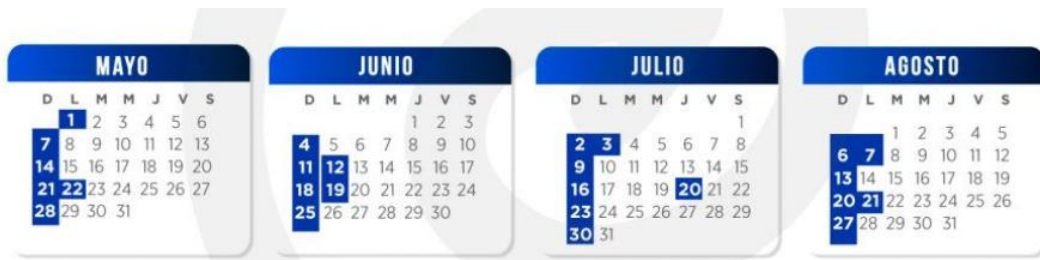 MAYO
D L M M J V S
1 2 3 4 5 6
7 8 9 10 11 12 13
14 15 16 17 18 19 20
21 22 23 24 25 26 27
28 29 30 31
JUNIO
D L M M J V S
1 2 3
4 5 6 7 8 9 10
11 12 13 14 15 16 17
18 19 20 21 22 23 24
25 26 27 28 29 30
JULIO
D L M M J V S
1
2 3 4 5 6 7 8
9 10 11 12 13 14 15
16 17 18 19 20 21 22
23 24 25 26 27 28 29
30 31
AGOSTO
D L M M J V S
1 2 3 4 5
6 7 8 9 10 11 12
13 14 15 16 17 18 19
20 21 22 23 24 25 26
27 28 29 30 31